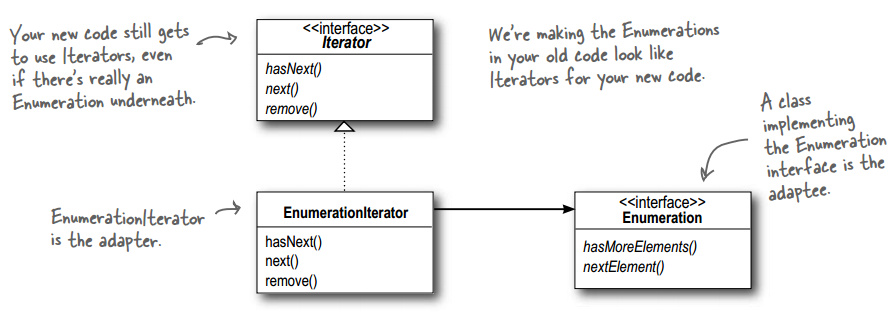 Your new code still gets
to use Iterators, even
if there's really an
Enumeration underneath.
<<interface>>
Iterator
hasNext()
next()
remove()
We're making the Enumerations
in your old code look like
Iterators for your new code.
A class
implementing
the Enumeration
interface is the
adaptee.
EnumerationIterator
is the adapter.
EnumerationIterator
hasNext()
next()
remove()
<<interface>>
Enumeration
hasMoreElements()
nextElement()